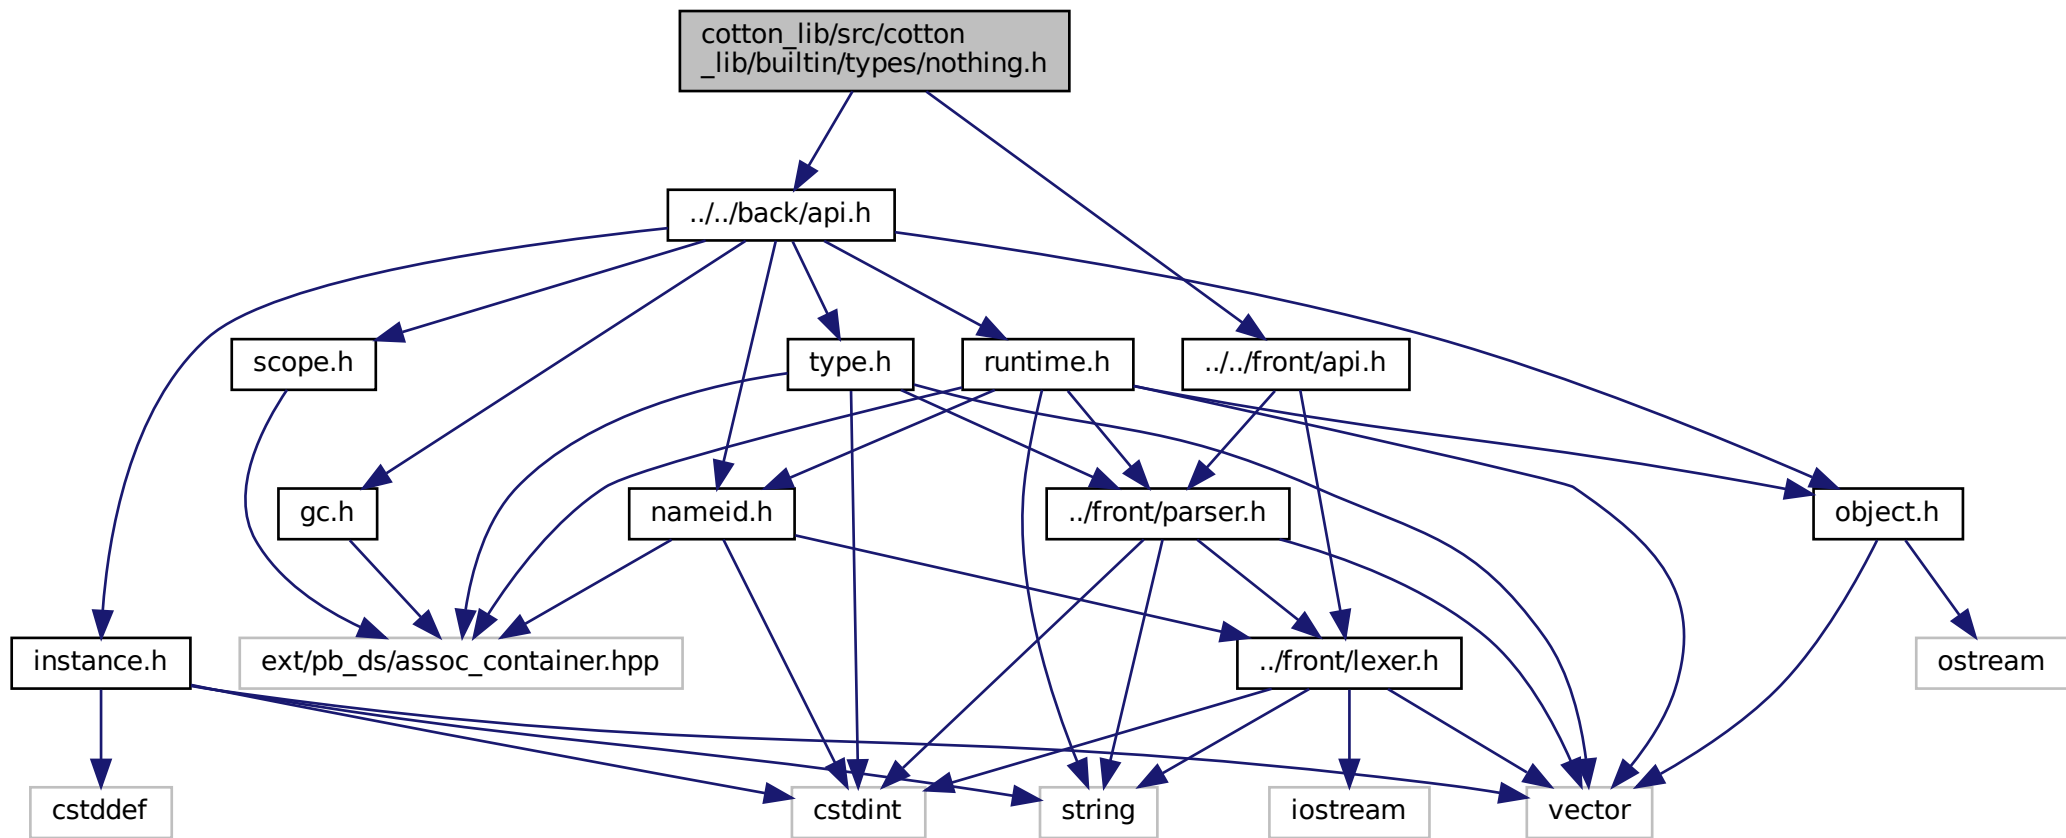 cotton_lib/src/cotton
_lib/builtin/types/nothing.h
../../back/api.h
scope.h
type.h
runtime.h
../../front/api.h
gc.h
nameid.h
../front/parser.h
object.h
instance.h
ext/pb_ds/assoc_container.hpp
../front/lexer.h
ostream
cstddef
cstdint
string
iostream
vector